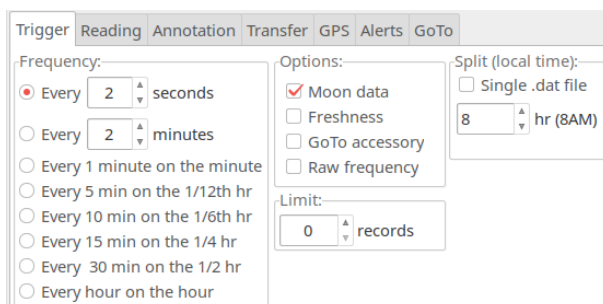 Trigger Reading Annotation Transfer GPS Alerts GoTo
Frequency:
Every 2 seconds
Every 2 minutes
Every 1 minute on the minute
Every 5 min on the 1/12th hr
Every 10 min on the 1/6th hr
Every 15 min on the 1/4 hr
Every  30 min on the 1/2 hr
Every hour on the hour
Options:
Moon data
Freshness
GoTo accessory
Raw frequency
Limit:
0 records
Split (local time):
Single .dat file
8 hr (8AM)